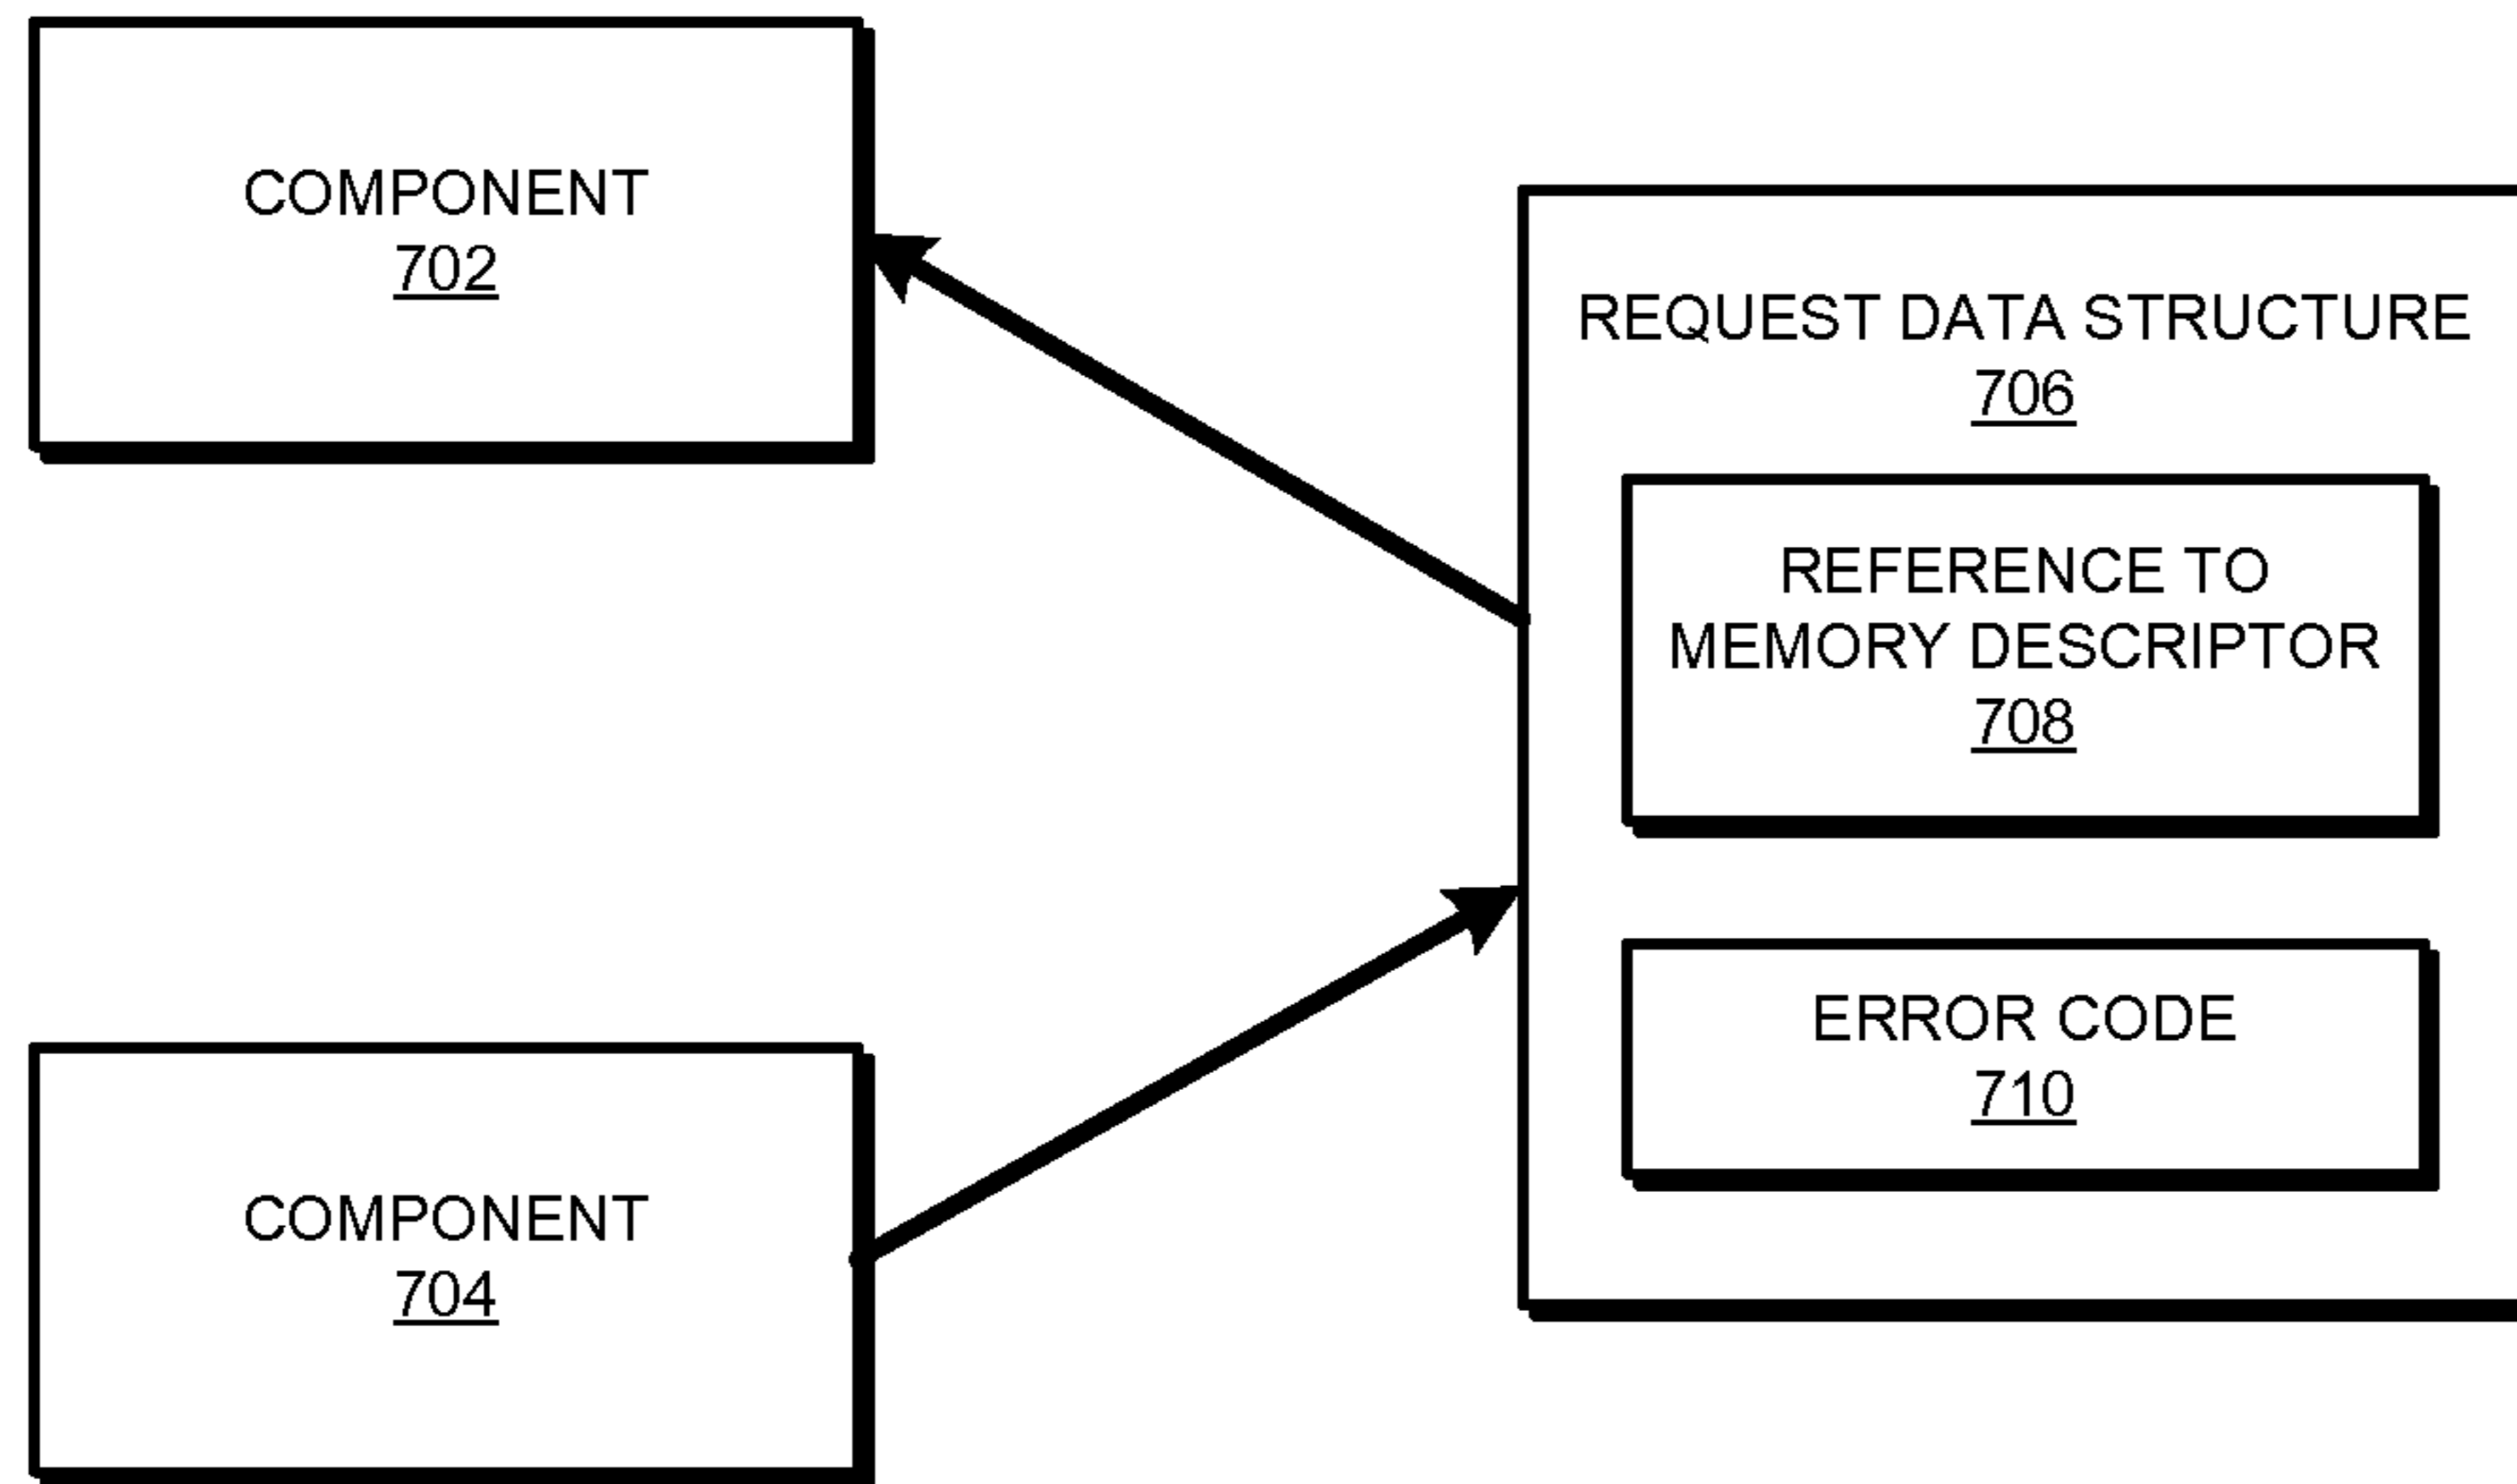 COMPONENT
702
REQUEST DATA STRUCTURE
706
REFERENCE TO
MEMORY DESCRIPTOR
708
ERROR CODE
710
COMPONENT
704